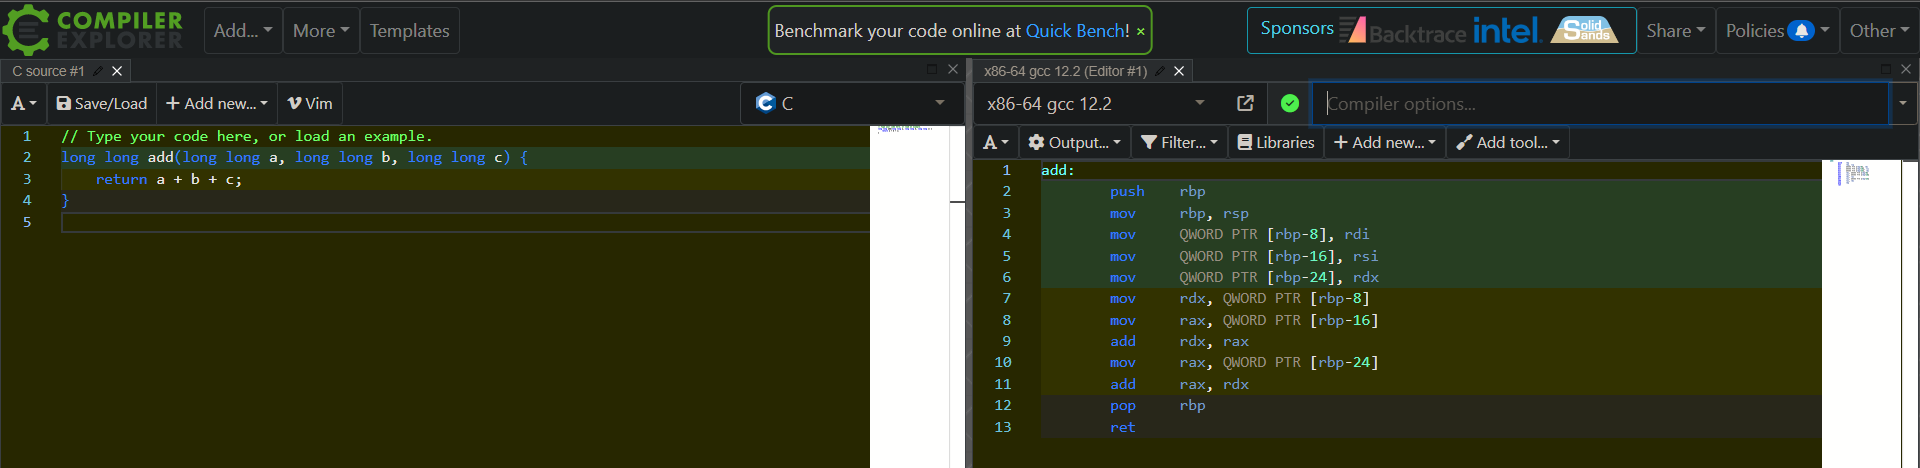 COMPILER EXPLORER
Add... More Templates
Benchmark your code online at Quick Bench! ×
Sponsors Backtrace intel. Solid Sands
Share Policies Other
C source #1
A Save/Load + Add new... Vim
C
1 // Type your code here, or load an example.
2 long long add(long long a, long long b, long long c) {
3 return a + b + c;
4 }
5
x86-64 gcc 12.2 (Editor #1)
x86-64 gcc 12.2
Compiler options...
A Output... Filter... Libraries + Add new... Add tool...
1 add:
2 push rbp
3 mov rbp, rsp
4 mov QWORD PTR [rbp-8], rdi
5 mov QWORD PTR [rbp-16], rsi
6 mov QWORD PTR [rbp-24], rdx
7 mov rdx, QWORD PTR [rbp-8]
8 mov rax, QWORD PTR [rbp-16]
9 add rdx, rax
10 mov rax, QWORD PTR [rbp-24]
11 add rax, rdx
12 pop rbp
13 ret